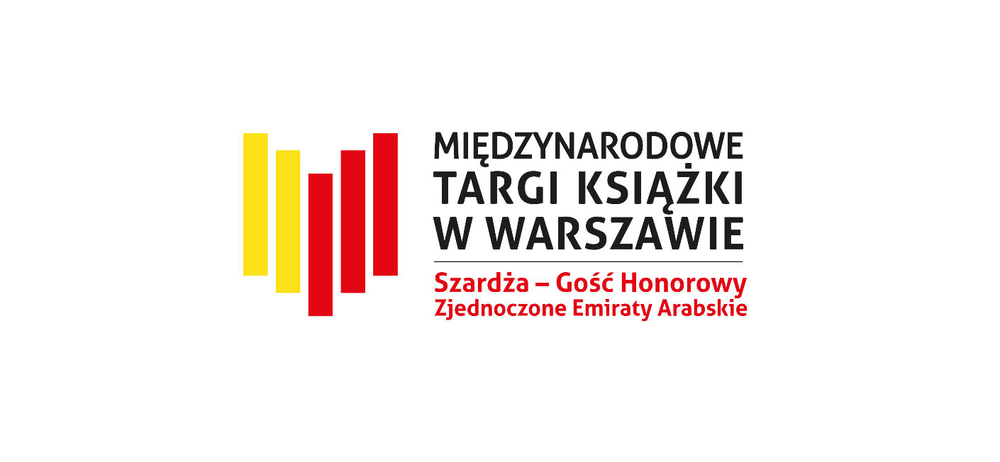 MIĘDZYNARODOWE
TARGI KSIĄŻKI
W WARSZAWIE
Szardża – Gość Honorowy
Zjednoczone Emiraty Arabskie